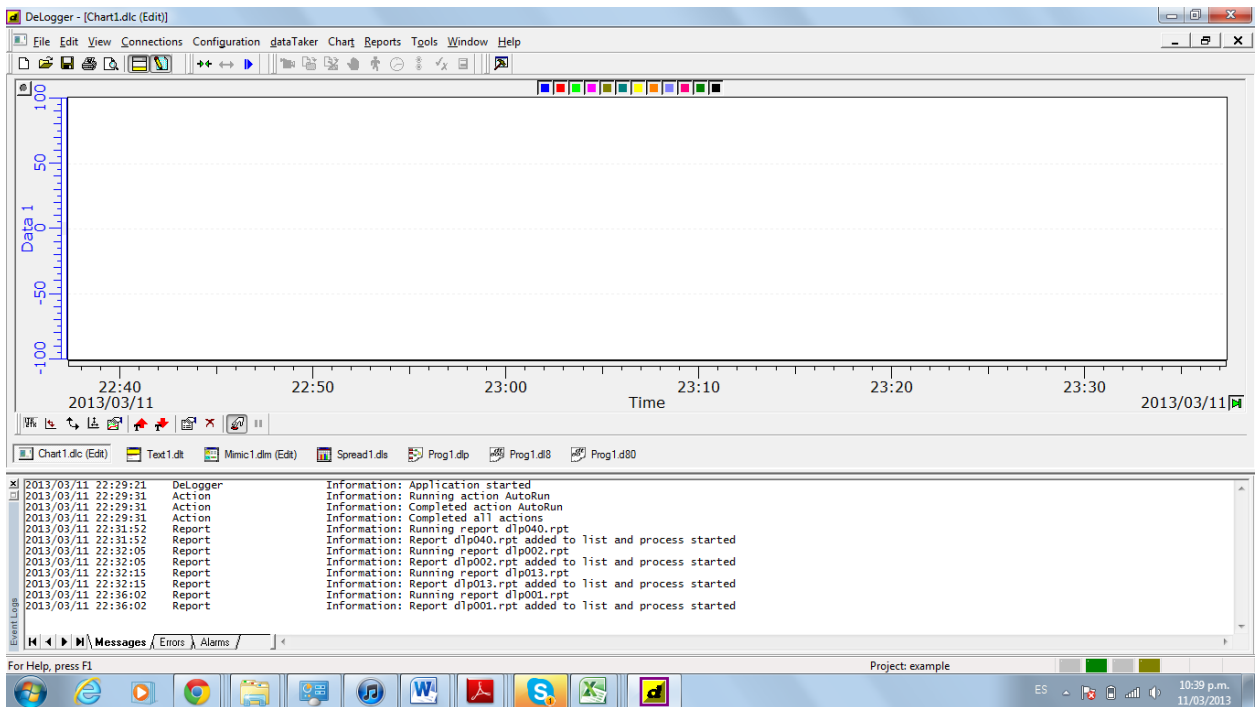 DeLogger - [Chart1.dlc (Edit)]
File Edit View Connections Configuration dataTaker Chart Reports Tools Window Help
100
50
0
-50
-100
Data 1
22:40 22:50 23:00 23:10 23:20 23:30
2013/03/11 Time 2013/03/11
Chart1.dlc (Edit) Text1.dlt Mimic1.dlm (Edit) Spread1.dls Prog1.dlp Prog1.dl8 Prog1.d80
2013/03/11 22:29:21 DeLogger Information: Application started
2013/03/11 22:29:31 Action Information: Running action AutoRun
2013/03/11 22:29:31 Action Information: Completed action AutoRun
2013/03/11 22:29:31 Action Information: Completed all actions
2013/03/11 22:31:52 Report Information: Running report dlp040.rpt
2013/03/11 22:31:52 Report Information: Report dlp040.rpt added to list and process started
2013/03/11 22:32:05 Report Information: Running report dlp002.rpt
2013/03/11 22:32:05 Report Information: Report dlp002.rpt added to list and process started
2013/03/11 22:32:15 Report Information: Running report dlp013.rpt
2013/03/11 22:32:15 Report Information: Report dlp013.rpt added to list and process started
2013/03/11 22:36:02 Report Information: Running report dlp001.rpt
2013/03/11 22:36:02 Report Information: Report dlp001.rpt added to list and process started
Event Logs
Messages Errors Alarms
For Help, press F1 Project: example
ES 10:39 p.m.
11/03/2013